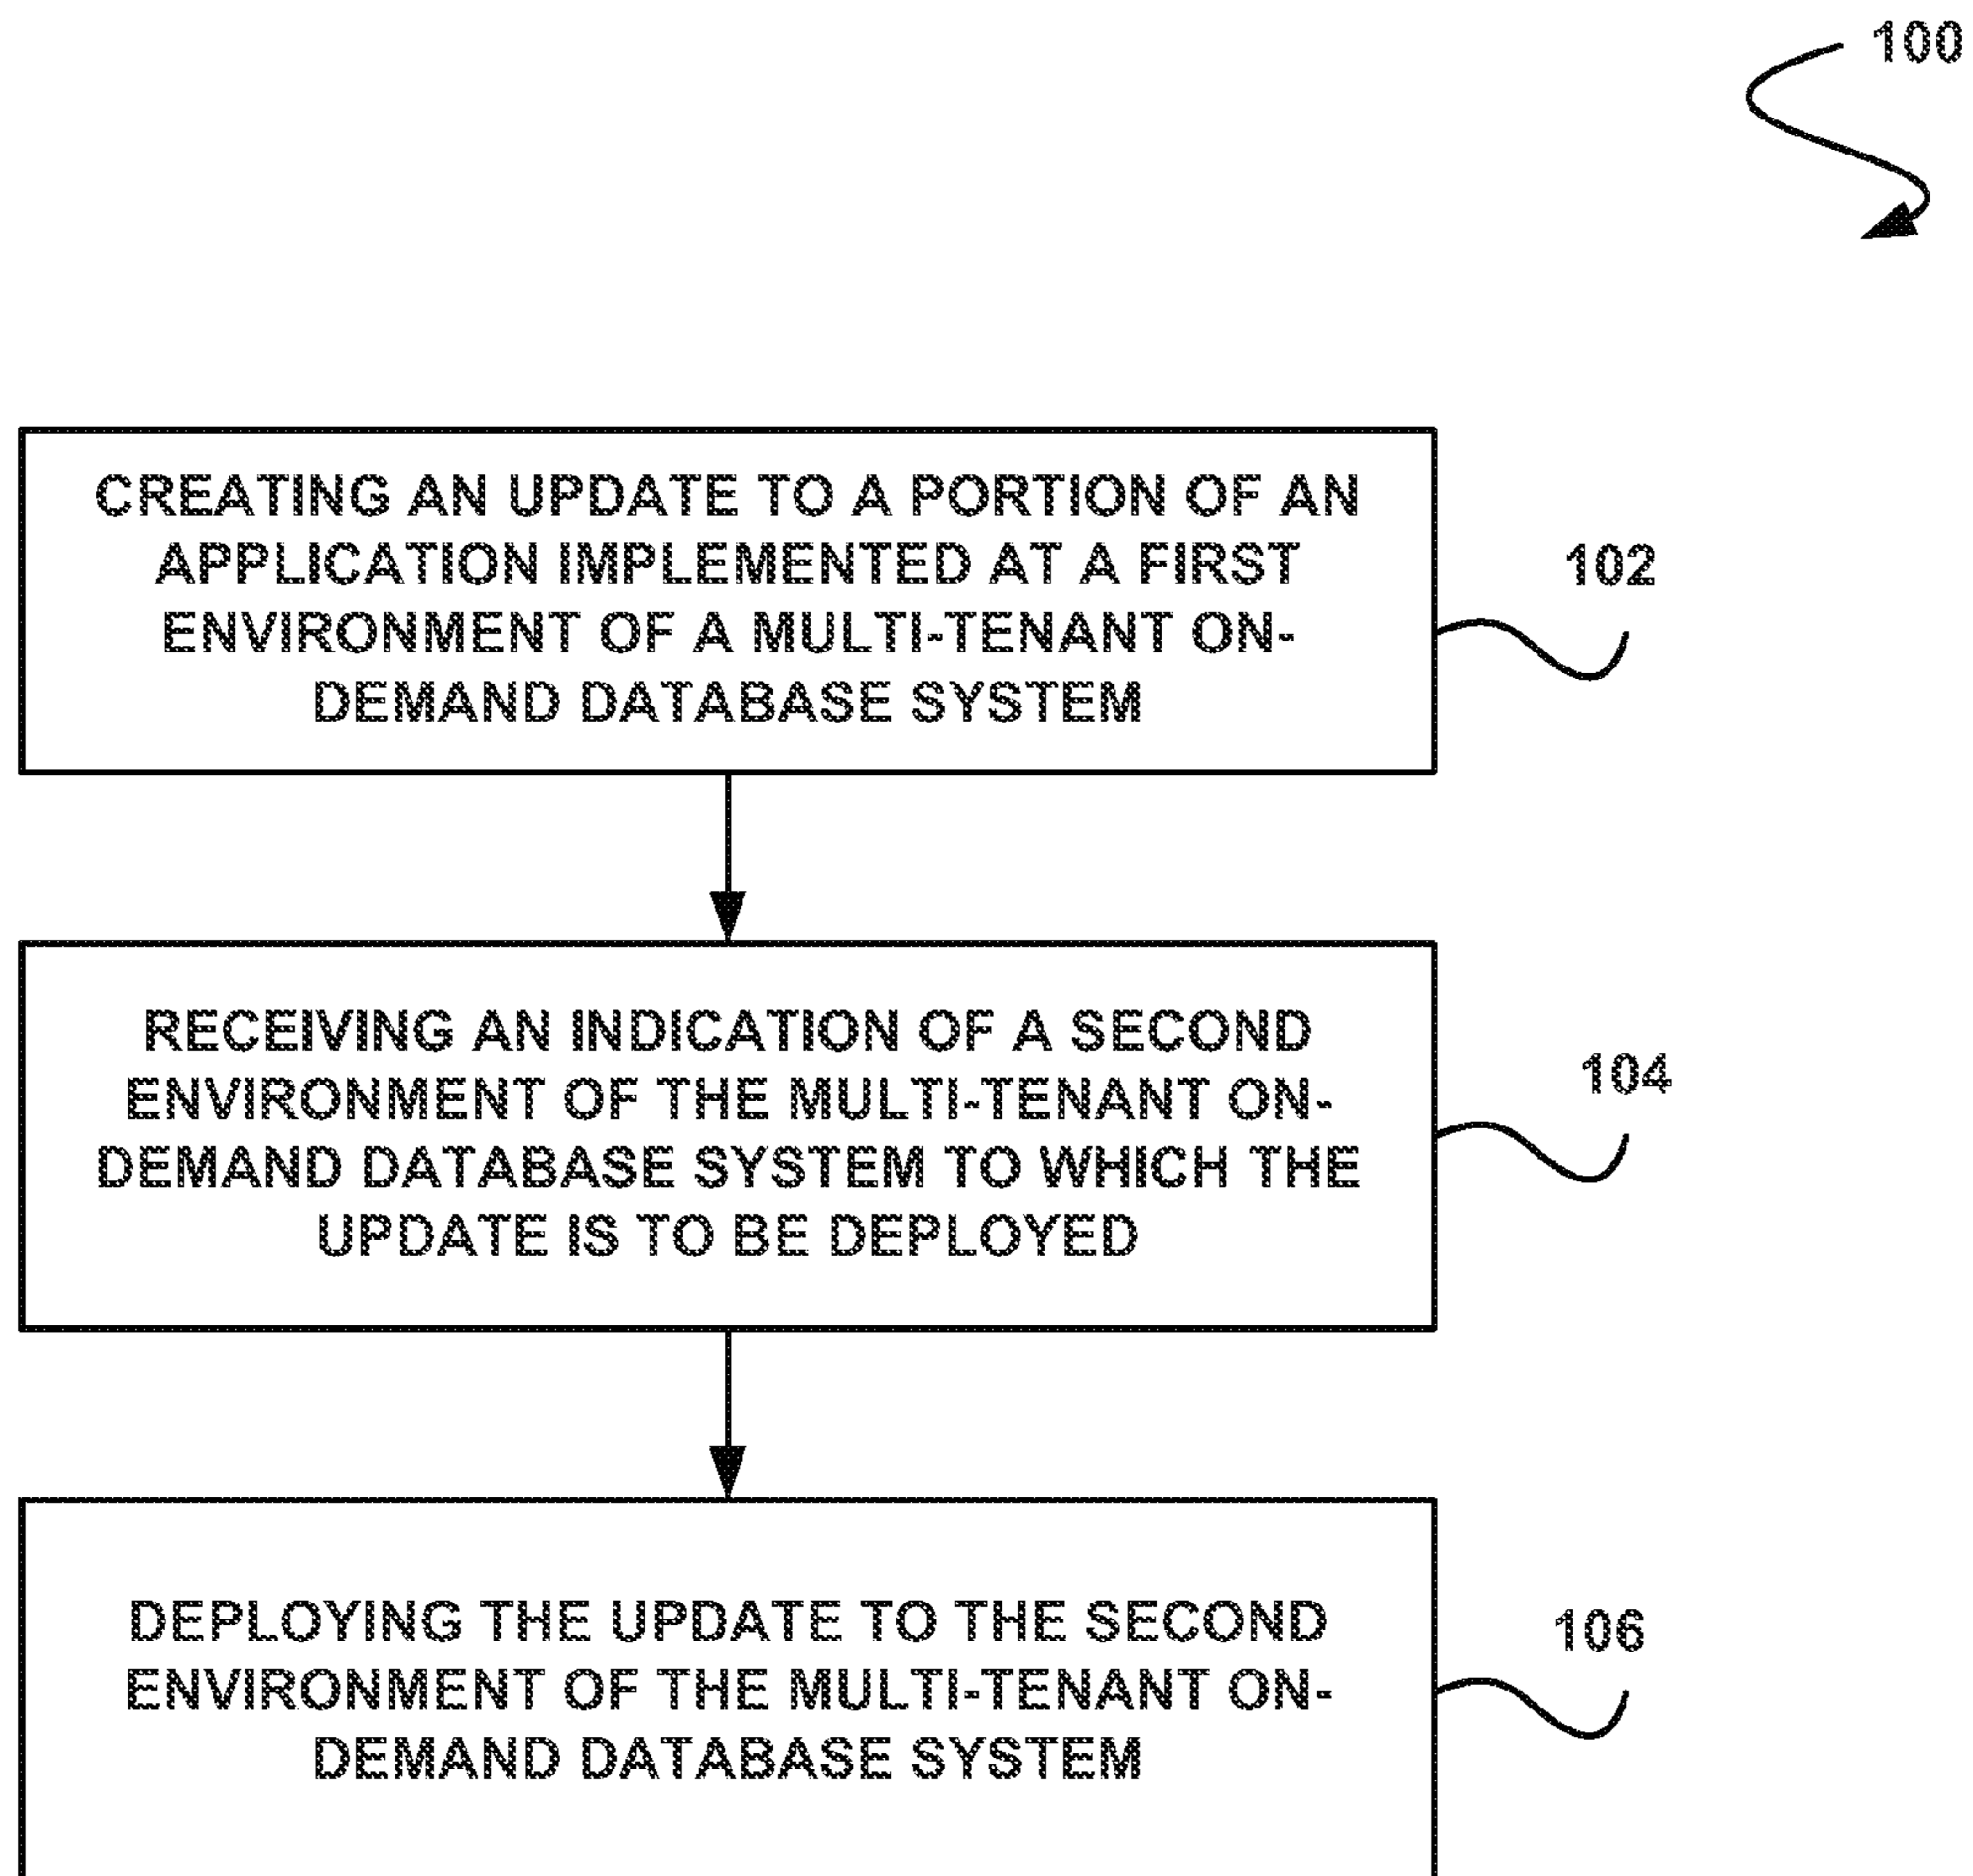 100
CREATING AN UPDATE TO A PORTION OF AN
APPLICATION IMPLEMENTED AT A FIRST
ENVIRONMENT OF A MULTI-TENANT ON-
DEMAND DATABASE SYSTEM
102
RECEIVING AN INDICATION OF A SECOND
ENVIRONMENT OF THE MULTI-TENANT ON-
DEMAND DATABASE SYSTEM TO WHICH THE
UPDATE IS TO BE DEPLOYED
104
DEPLOYING THE UPDATE TO THE SECOND
ENVIRONMENT OF THE MULTI-TENANT ON-
DEMAND DATABASE SYSTEM
106